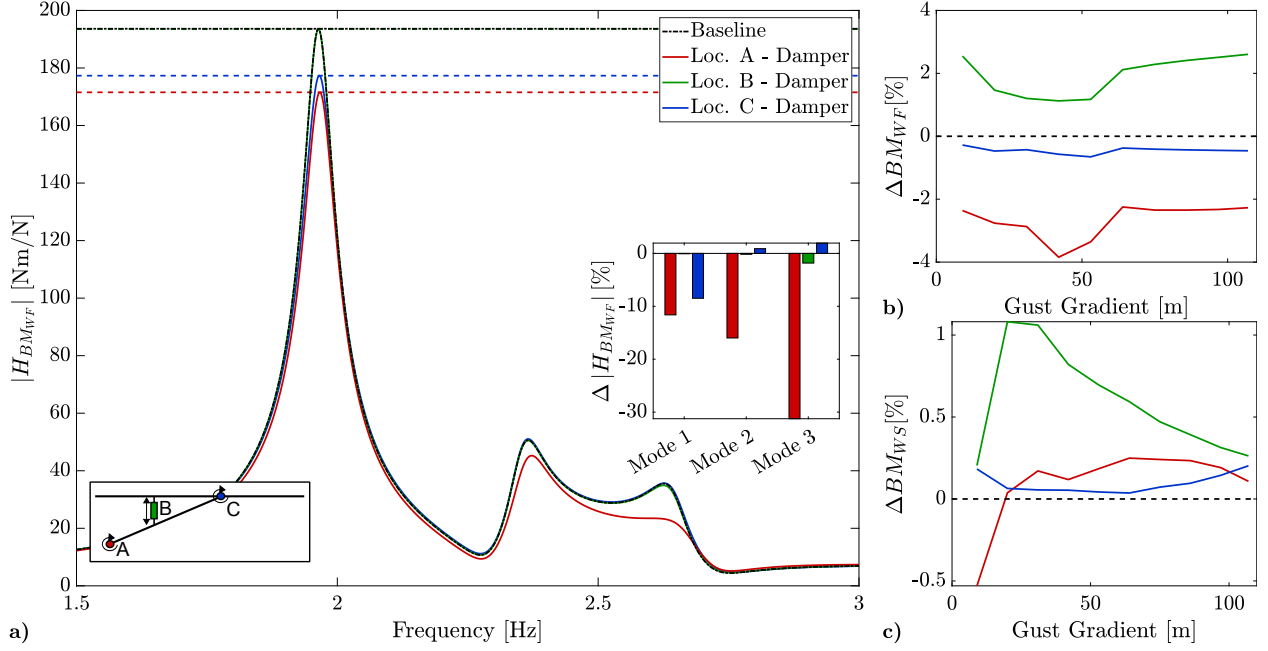 200
180
160
140
120
100
80
60
40
20
0
|H_{BM_{WF}}| [Nm/N]
1.5
2
2.5
3
Frequency [Hz]
a)
Baseline
Loc. A - Damper
Loc. B - Damper
Loc. C - Damper
A
B
C
0
-10
-20
-30
Δ |H_{BM_{WF}}| [%]
Mode 1
Mode 2
Mode 3
4
2
0
-2
-4
ΔBM_{WF}[%]
0
50
100
Gust Gradient [m]
b)
1
0.5
0
-0.5
ΔBM_{WS}[%]
0
50
100
Gust Gradient [m]
c)